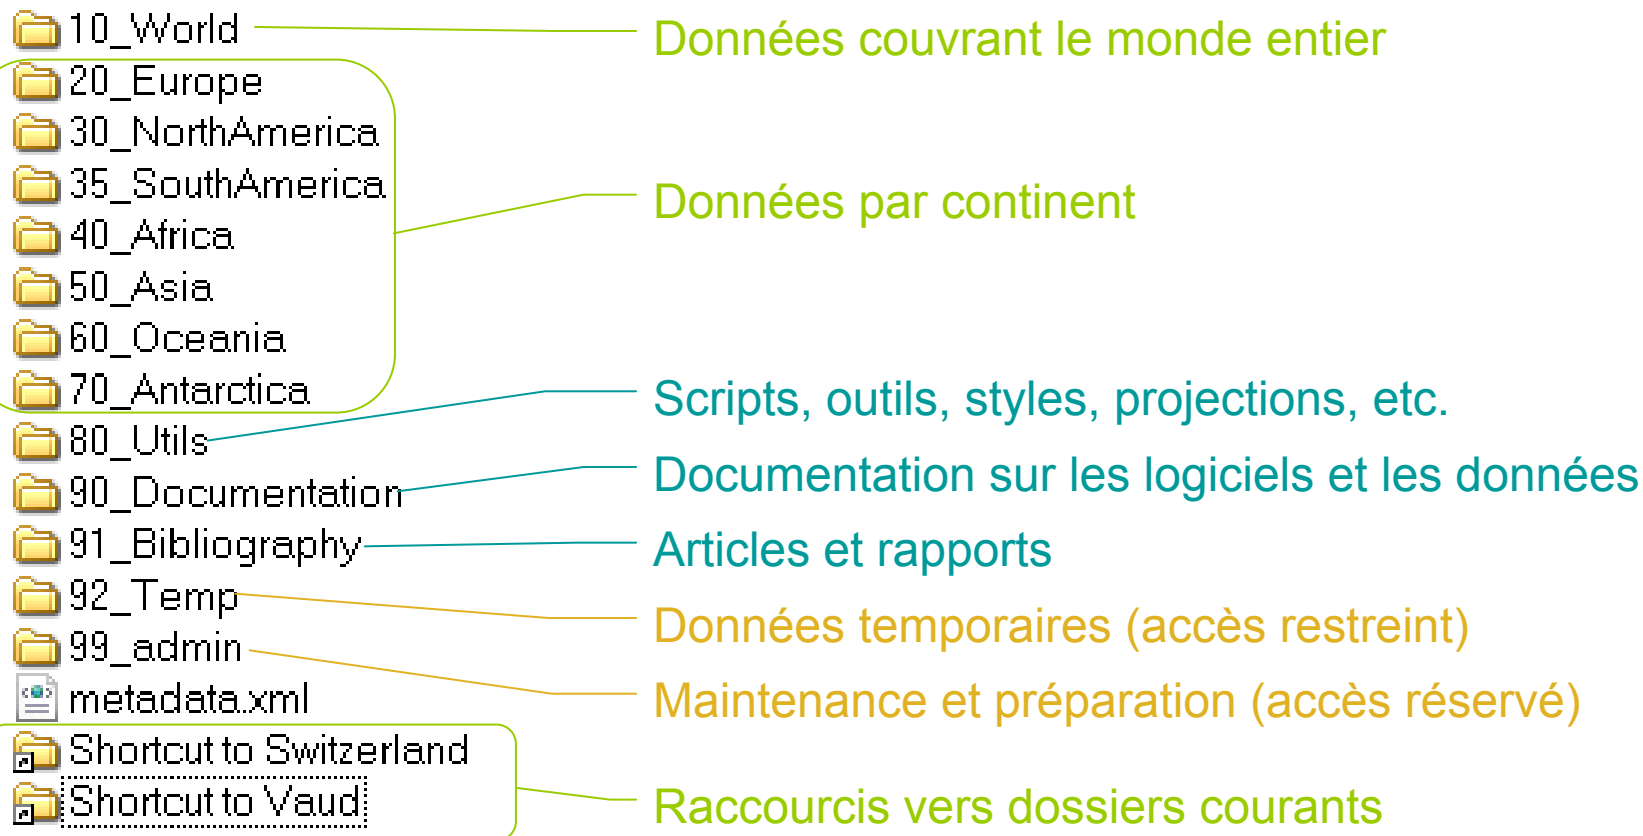 10_World
Données couvrant le monde entier
20_Europe
30_NorthAmerica
35_SouthAmerica
Données par continent
40_Africa
50_Asia
60_Oceania
70_Antarctica
Scripts, outils, styles, projections, etc.
80_Utils
Documentation sur les logiciels et les données
90_Documentation
91_Bibliography
Articles et rapports
92_Temp
Données temporaires (accès restreint)
99_admin
metadata.xml
Maintenance et préparation (accès réservé)
Shortcut to Switzerland
Shortcut to Vaud
Raccourcis vers dossiers courants